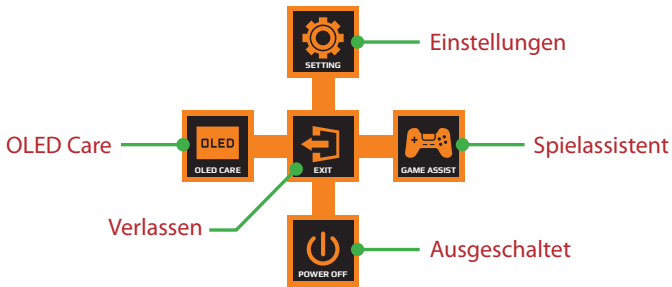 Einstellungen
SETTING
OLED Care
OLED
OLED CARE
EXIT
GAME ASSIST
Spielassistent
Verlassen
POWER OFF
Ausgeschaltet